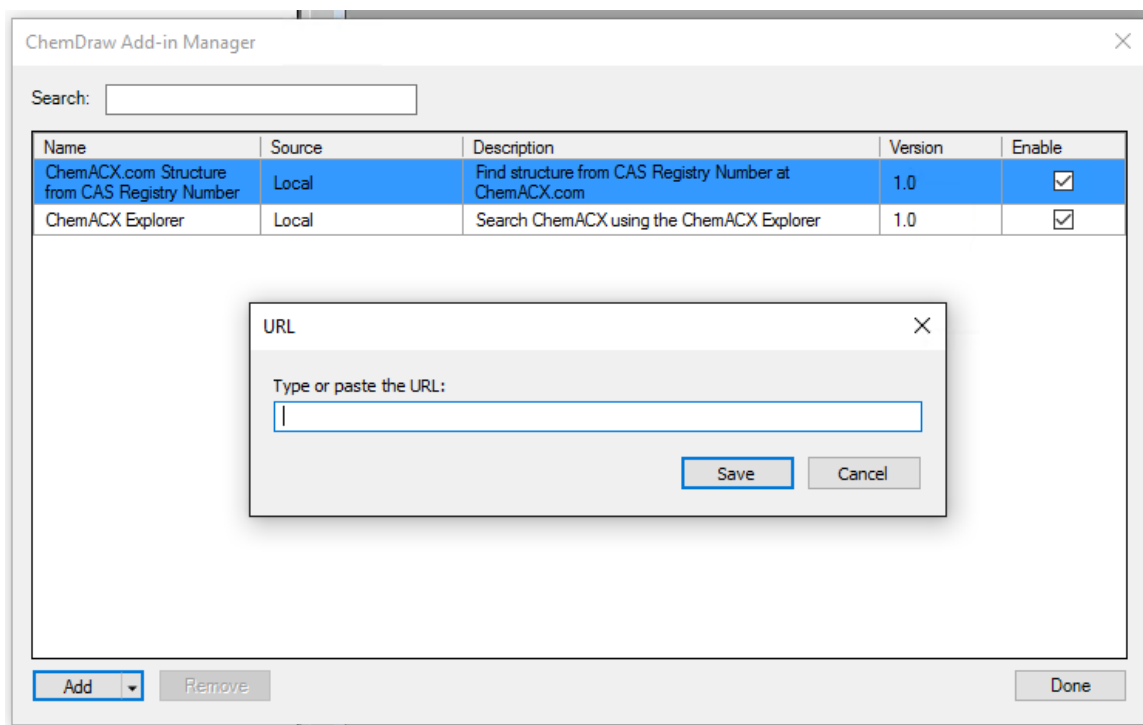 ChemDraw Add-in Manager
Search:
Name Source Description Version Enable
ChemACX.com Structure
from CAS Registry Number
Local
Find structure from CAS Registry Number at
ChemACX.com
1.0
ChemACX Explorer Local Search ChemACX using the ChemACX Explorer 1.0
URL
Type or paste the URL:
Save Cancel
Add Remove Done